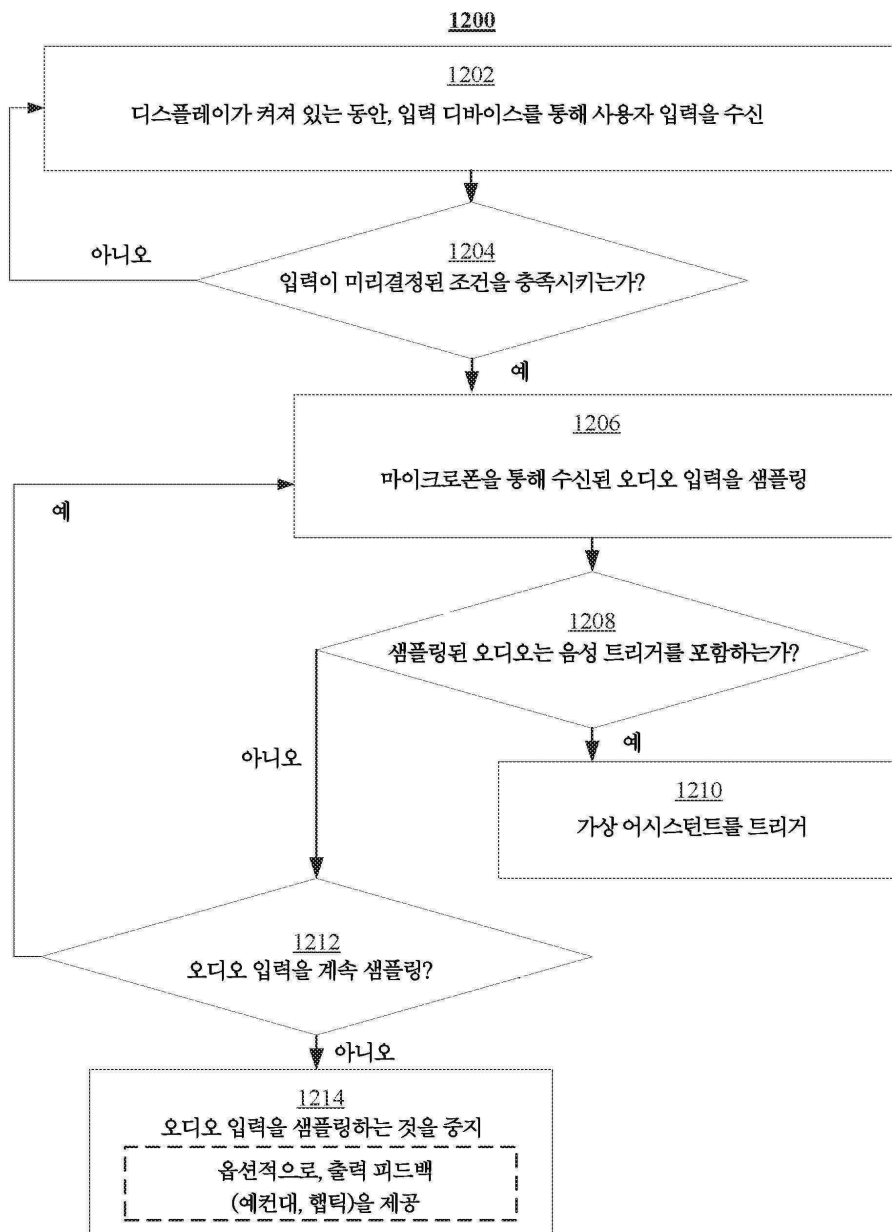 1200
1202
디스플레이가 켜져 있는 동안, 입력 디바이스를 통해 사용자 입력을 수신
아니오
1204
입력이 미리결정된 조건을 충족시키는가?
예
1206
마이크로폰을 통해 수신된 오디오 입력을 샘플링
예
1208
샘플링된 오디오는 음성 트리거를 포함하는가?
아니오
예
1210
가상 어시스턴트를 트리거
1212
오디오 입력을 계속 샘플링?
아니오
1214
오디오 입력을 샘플링하는 것을 중지
옵션적으로, 출력 피드백
(예컨대, 햅틱)을 제공